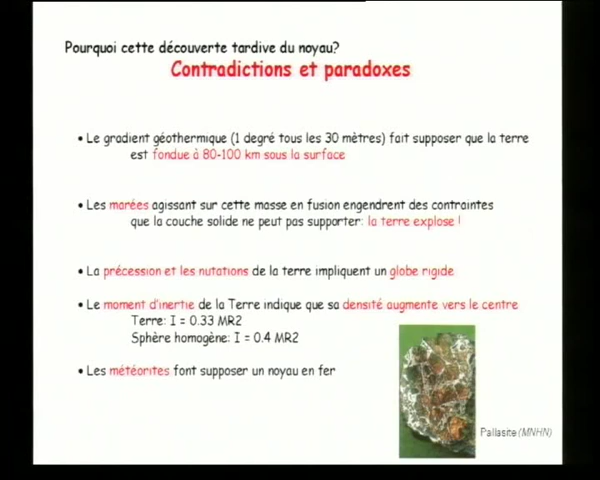 Pourquoi cette découverte tardive du noyau?
Contradictions et paradoxes
• Le gradient géothermique (1 degré tous les 30 mètres) fait supposer que la terre
est fondue à 80-100 km sous la surface
• Les marées agissant sur cette masse en fusion engendrent des contraintes
que la couche solide ne peut pas supporter: la terre explose !
• La précession et les nutations de la terre impliquent un globe rigide
• Le moment d'inertie de la Terre indique que sa densité augmente vers le centre
Terre: I = 0.33 MR2
Sphère homogène: I = 0.4 MR2
• Les météorites font supposer un noyau en fer
Pallasite (MNHN)